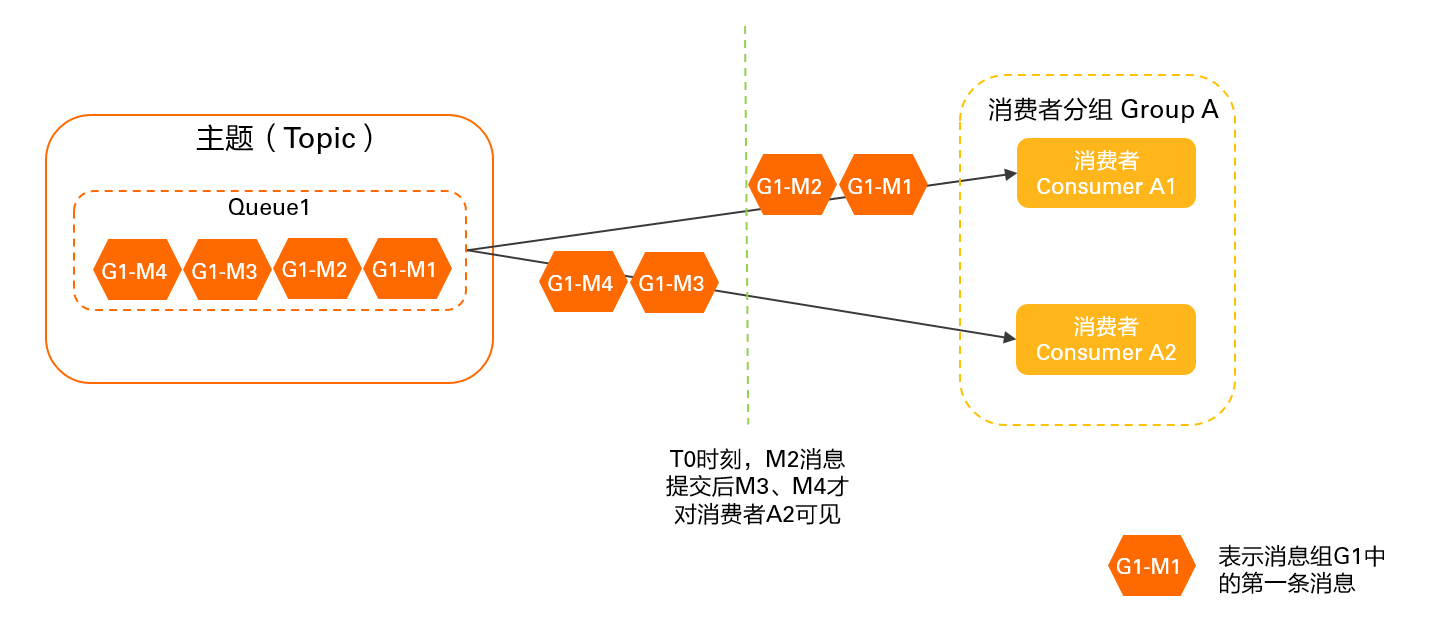 主题（Topic）
Queue1
G1-M4 G1-M3 G1-M2 G1-M1
G1-M2 G1-M1
G1-M4 G1-M3
消费者分组 Group A
消费者
Consumer A1
消费者
Consumer A2
T0时刻，M2消息
提交后M3、M4才
对消费者A2可见
G1-M1
表示消息组G1中
的第一条消息